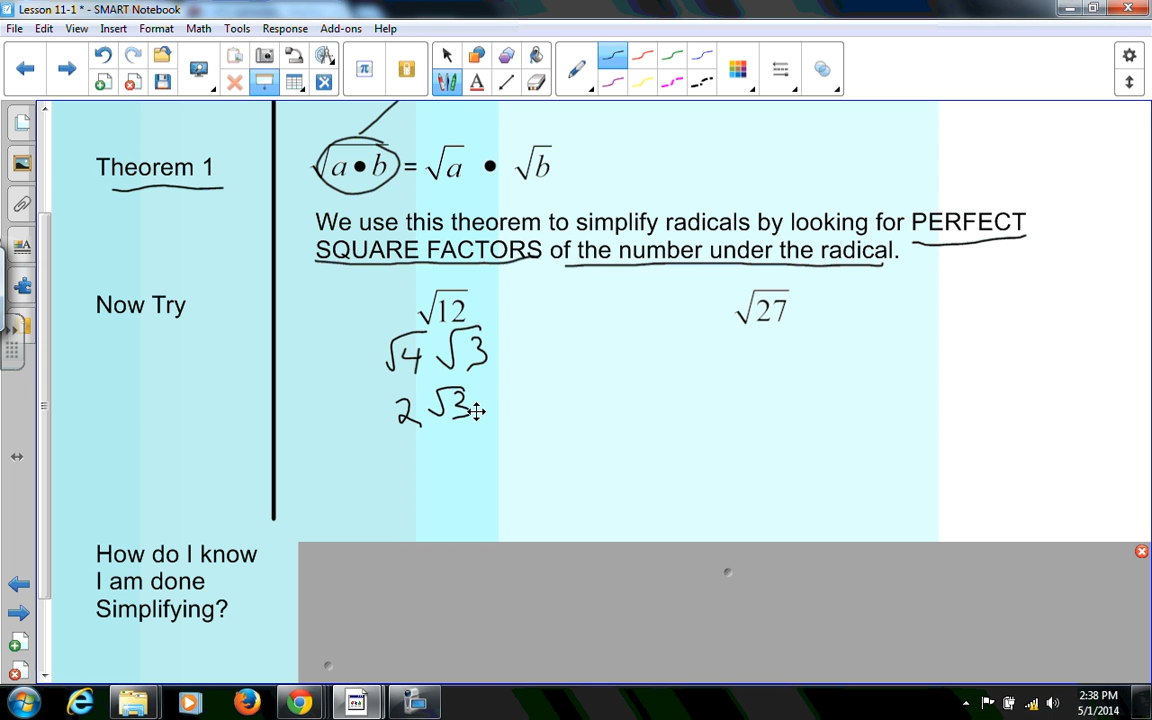 Lesson 11-1 * - SMART Notebook
File Edit View Insert Format Math Tools Response Add-ons Help
Theorem 1
√a•b = √a • √b
We use this theorem to simplify radicals by looking for PERFECT
SQUARE FACTORS of the number under the radical.
Now Try
√12 √27
√4 √3
2 √3
How do I know
I am done
Simplifying?
2:38 PM
5/1/2014